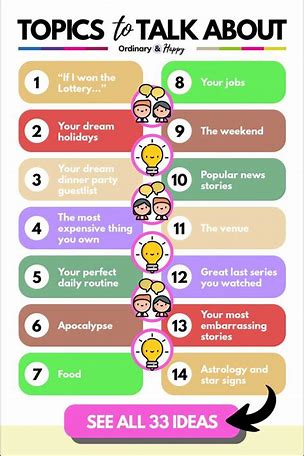 TOPICS to TALK ABOUT
Ordinary & Happy
1
"If I won the
Lottery..."
2
Your dream
holidays
3
Your dream
dinner party
guestlist
4
The most
expensive thing
you own
5
Your perfect
daily routine
6
Apocalypse
7
Food
8
Your jobs
9
The weekend
10
Popular news
stories
11
The venue
12
Great last series
you watched
13
Your most
embarrassing
stories
14
Astrology and
star signs
SEE ALL 33 IDEAS